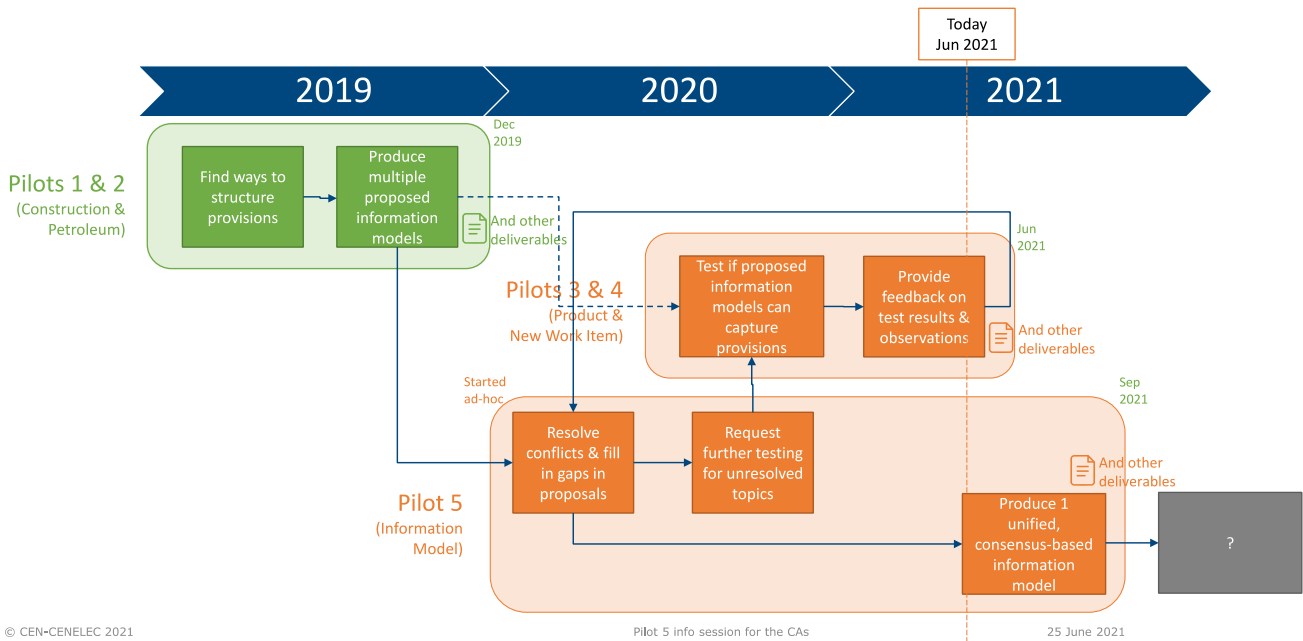 Today
Jun 2021
2019
2020
2021
Dec
2019
Pilots 1 & 2
(Construction &
Petroleum)
Find ways to
structure
provisions
Produce
multiple
proposed
information
models
And other
deliverables
Jun
2021
Pilots 3 & 4
(Product &
New Work Item)
Test if proposed
information
models can
capture
provisions
Provide
feedback on
test results &
observations
And other
deliverables
Started
ad-hoc
Sep
2021
Pilot 5
(Information
Model)
Resolve
conflicts & fill
in gaps in
proposals
Request
further testing
for unresolved
topics
And other
deliverables
Produce 1
unified,
consensus-based
information
model
?
© CEN-CENELEC 2021
Pilot 5 info session for the CAs
25 June 2021